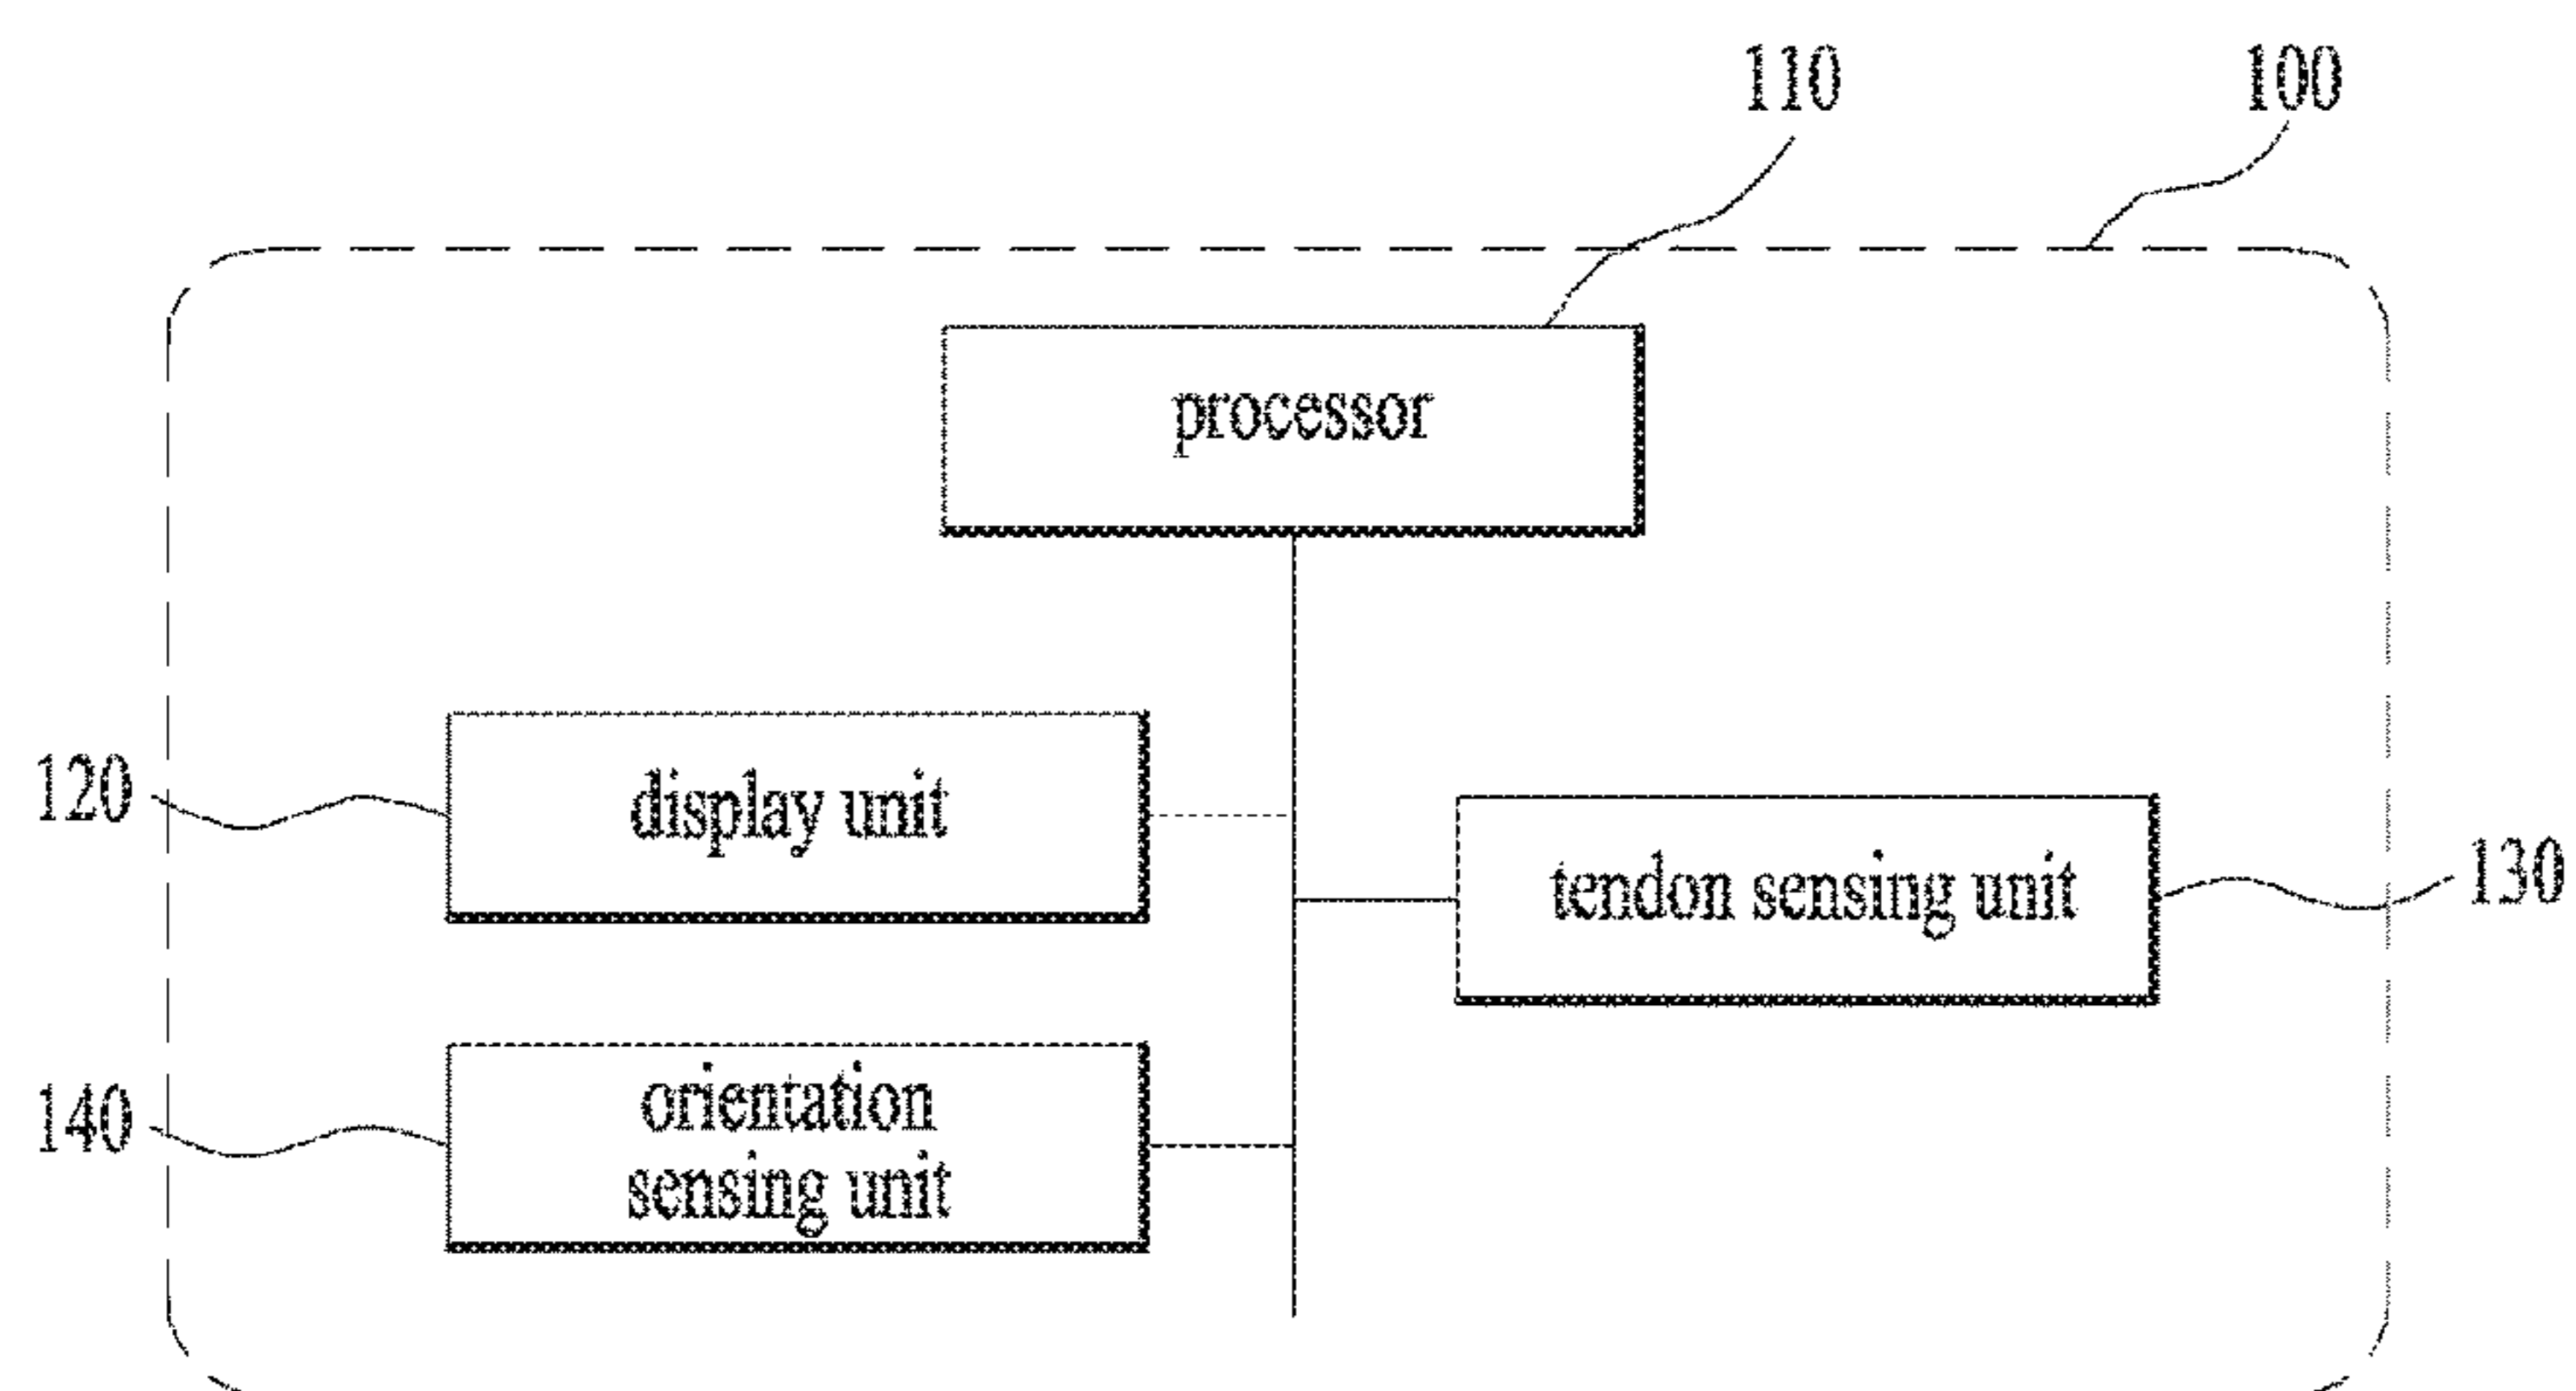 110
100
processor
120
display unit
tendon sensing unit
130
140
orientation
sensing unit